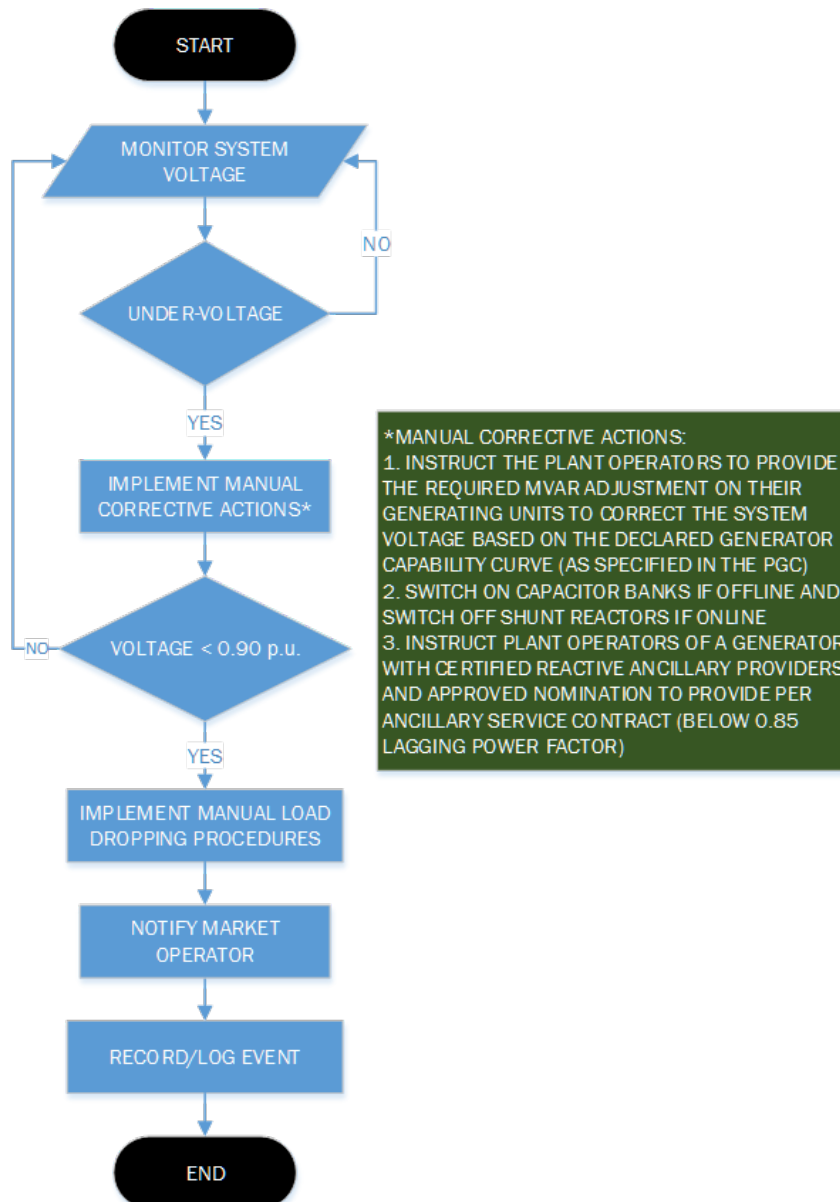 START
MONITOR SYSTEM
VOLTAGE
NO
UNDER-VOLTAGE
YES
IMPLEMENT MANUAL
CORRECTIVE ACTIONS*
*MANUAL CORRECTIVE ACTIONS:
1. INSTRUCT THE PLANT OPERATORS TO PROVIDE
THE REQUIRED MVAR ADJUSTMENT ON THEIR
GENERATING UNITS TO CORRECT THE SYSTEM
VOLTAGE BASED ON THE DECLARED GENERATOR
CAPABILITY CURVE (AS SPECIFIED IN THE PGC)
2. SWITCH ON CAPACITOR BANKS IF OFFLINE AND
SWITCH OFF SHUNT REACTORS IF ONLINE
3. INSTRUCT PLANT OPERATORS OF A GENERATOR
WITH CERTIFIED REACTIVE ANCILLARY PROVIDERS
AND APPROVED NOMINATION TO PROVIDE PER
ANCILLARY SERVICE CONTRACT (BELOW 0.85
LAGGING POWER FACTOR)
NO
VOLTAGE < 0.90 p.u.
YES
IMPLEMENT MANUAL LOAD
DROPPING PROCEDURES
NOTIFY MARKET
OPERATOR
RECORD/LOG EVENT
END